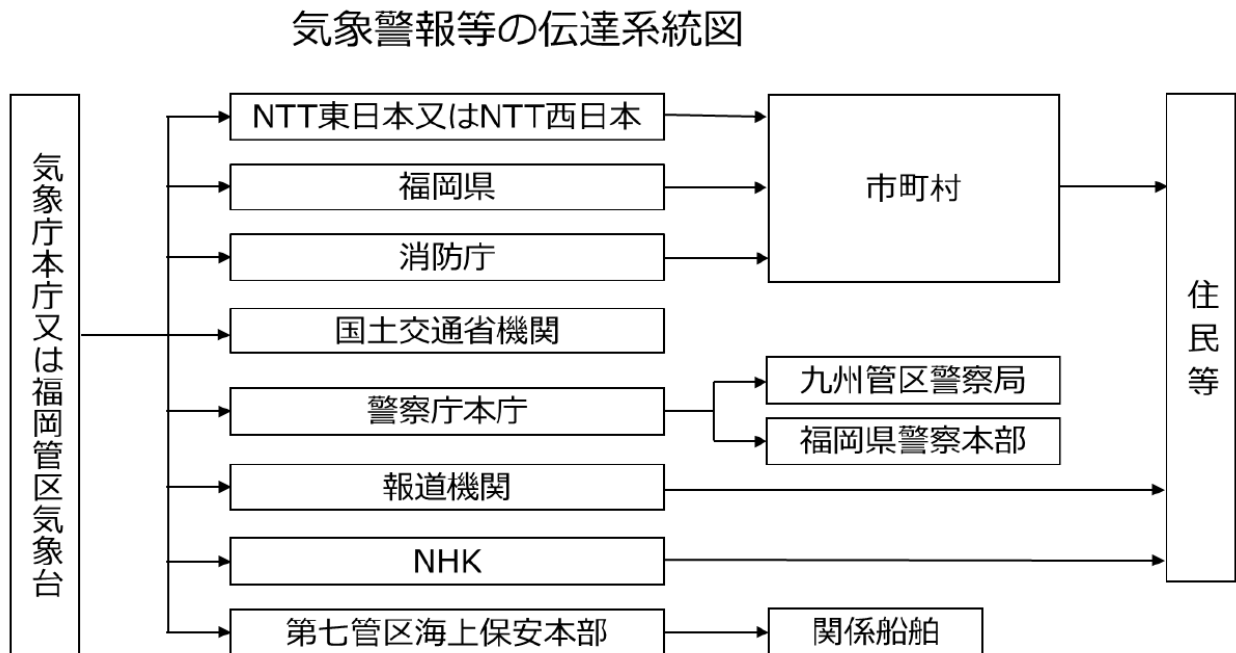 気象警報等の伝達系統図
気象庁本庁又は福岡管区気象台
NTT東日本又はNTT西日本
福岡県
消防庁
国土交通省機関
警察庁本庁
報道機関
NHK
第七管区海上保安本部
市町村
九州管区警察局
福岡県警察本部
関係船舶
住民等